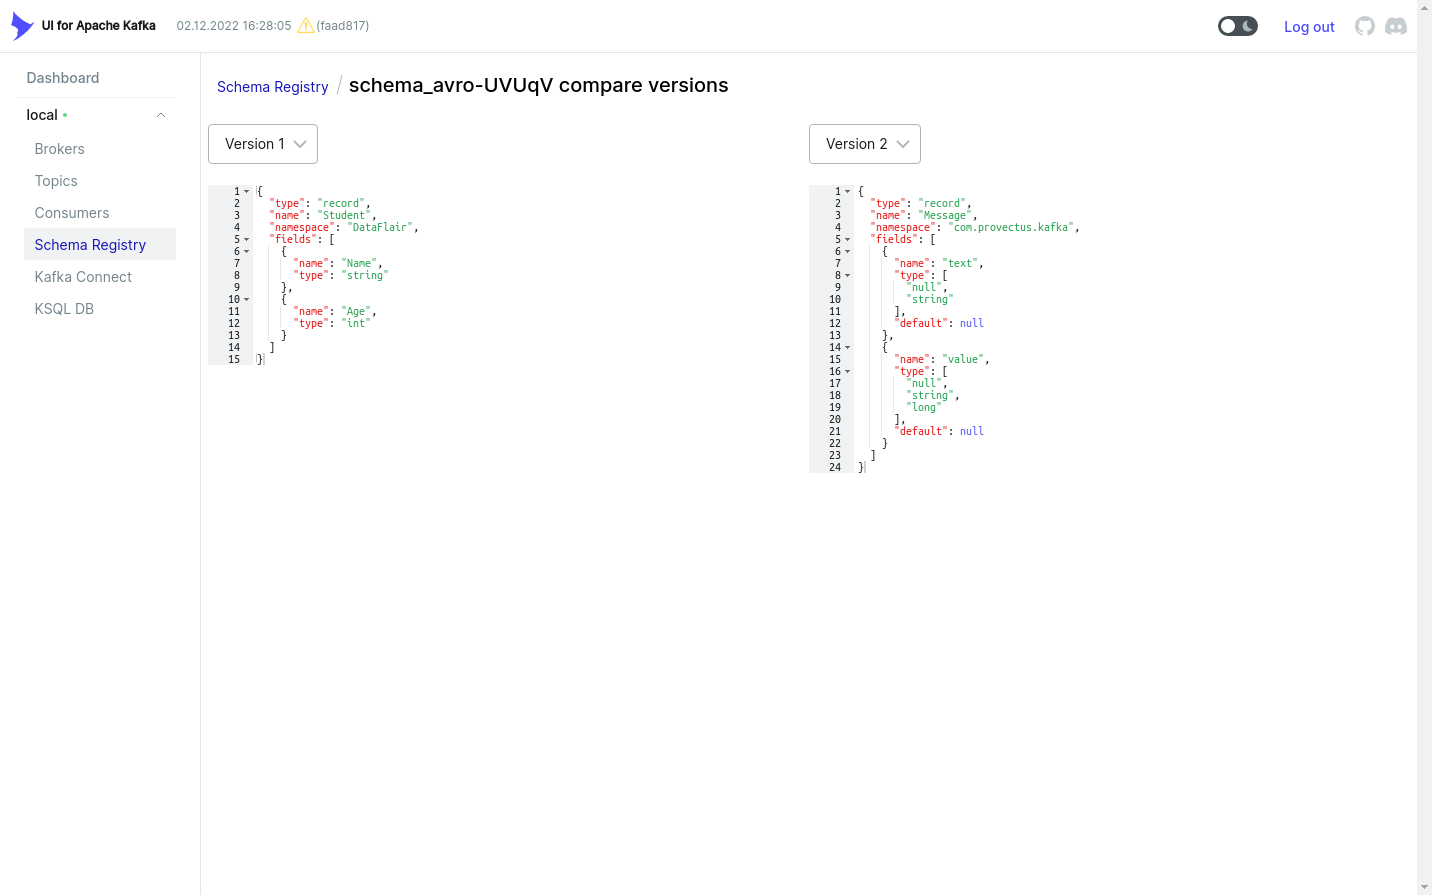 UI for Apache Kafka 02.12.2022 16:28:05 (faad817) Log out
Dashboard
local
Brokers
Topics
Consumers
Schema Registry
Kafka Connect
KSQL DB
Schema Registry / schema_avro-UVUqV compare versions
Version 1
1 {
2 "type": "record",
3 "name": "Student",
4 "namespace": "DataFlair",
5 "fields": [
6 {
7 "name": "Name",
8 "type": "string"
9 },
10 {
11 "name": "Age",
12 "type": "int"
13 }
14 ]
15 }
Version 2
1 {
2 "type": "record",
3 "name": "Message",
4 "namespace": "com.provectus.kafka",
5 "fields": [
6 {
7 "name": "text",
8 "type": [
9 "null",
10 "string"
11 ],
12 "default": null
13 },
14 {
15 "name": "value",
16 "type": [
17 "null",
18 "string",
19 "long"
20 ],
21 "default": null
22 }
23 ]
24 }